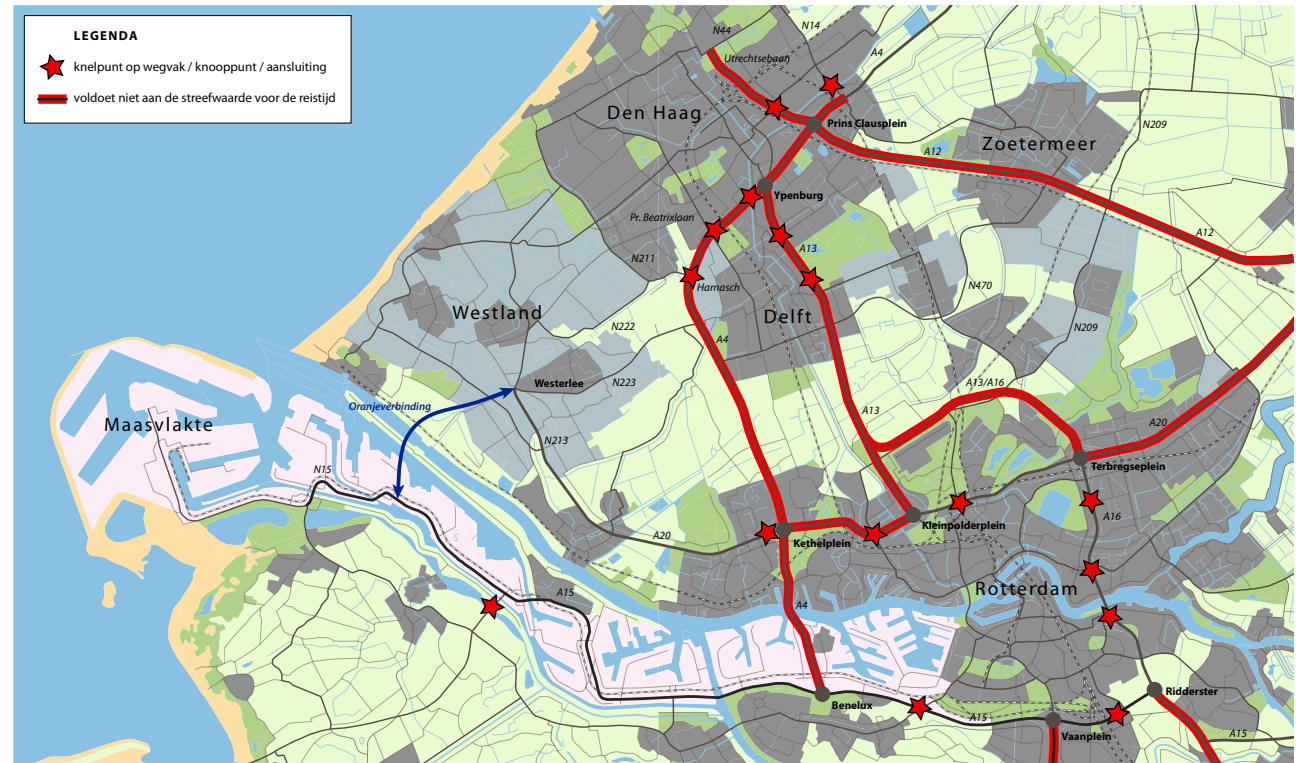 LEGENDA
knelpunt op wegvak / knooppunt / aansluiting
voldoet niet aan de streefwaarde voor de reistijd
N44
N14
A4
Utrechtsebaan
Den Haag
Prins Clausplein
N209
Zoetermeer
A12
Ypenburg
Pr. Beatrixlaan
A13
A12
N211
Harnasch
N470
Westland
Delft
N222
N209
A4
Westerlee
N223
A13/A16
Oranjeverbinding
A13
A20
Maasvlakte
N213
Terbregseplein
N15
A16
Kleinpolderplein
A20
Kethelplein
Rotterdam
A15
A4
Ridderster
Benelux
A15
Vaanplein
A15